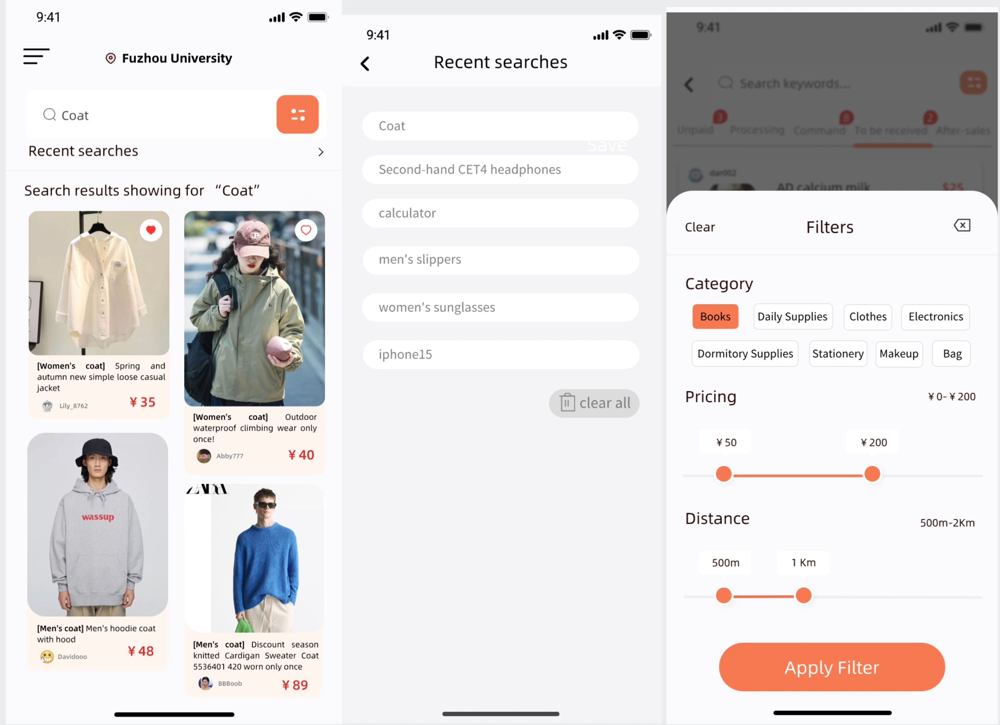 9:41
Fuzhou University
Coat
Recent searches
Search results showing for “Coat”
P
[Women's coat] Spring and
autumn new simple loose casual
jacket
Lily_8762
¥ 35
[Women's coat] Outdoor
waterproof climbing wear only
once!
Abby777
¥ 40
wassup
[Men's coat] Men's hoodie coat
with hood
Davidooo
¥ 48
ZARA
[Men's coat] Discount season
knitted Cardigan Sweater Coat
5536401 420 worn only once
BBBoob
¥ 89
9:41
Recent searches
Coat
Save
Second-hand CET4 headphones
calculator
men's slippers
women's sunglasses
iphone15
clear all
9:41
Search keywords...
3
8
2
Unpaid
Processing
Command
To be received
After-sales
dar002
AD calcium milk
$25
Clear
Filters
Category
Books
Daily Supplies
Clothes
Electronics
Dormitory Supplies
Stationery
Makeup
Bag
Pricing
¥ 0- ¥ 200
¥ 50
¥ 200
Distance
500m-2Km
500m
1 Km
Apply Filter